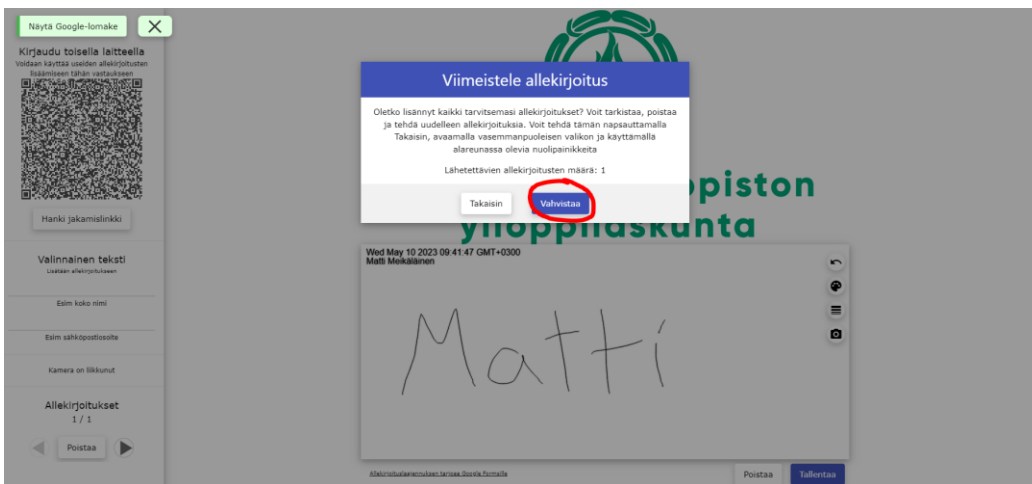 Näytä Google-lomake
Kirjaudu toisella laitteella
Voidaan käyttää useiden allekirjoitusten
lisäämiseen tähän vastaukseen
Hanki jakamislinkki
Valinnainen teksti
Lisätään allekirjoitukseen
Esim koko nimi
Esim sähköpostiosoite
Kamera on liikkunut
Allekirjoitukset
1 / 1
Poistaa
Viimeistele allekirjoitus
Oletko lisännyt kaikki tarvitsemasi allekirjoitukset? Voit tarkistaa, poistaa
ja tehdä uudelleen allekirjoituksia. Voit tehdä tämän napsauttamalla
Takaisin, avaamalla vasemmanpuoleisen valikon ja käyttämällä
alareunassa olevia nuolipainikkeita
Lähetettävien allekirjoitusten määrä: 1
Takaisin
Vahvistaa
opiston
ylioppilaskunta
Wed May 10 2023 09:41:47 GMT+0300
Matti Meikäläinen
Matti
Allekirjoituslaajennuksen tarjoaa Google Formsille
Poistaa
Tallentaa